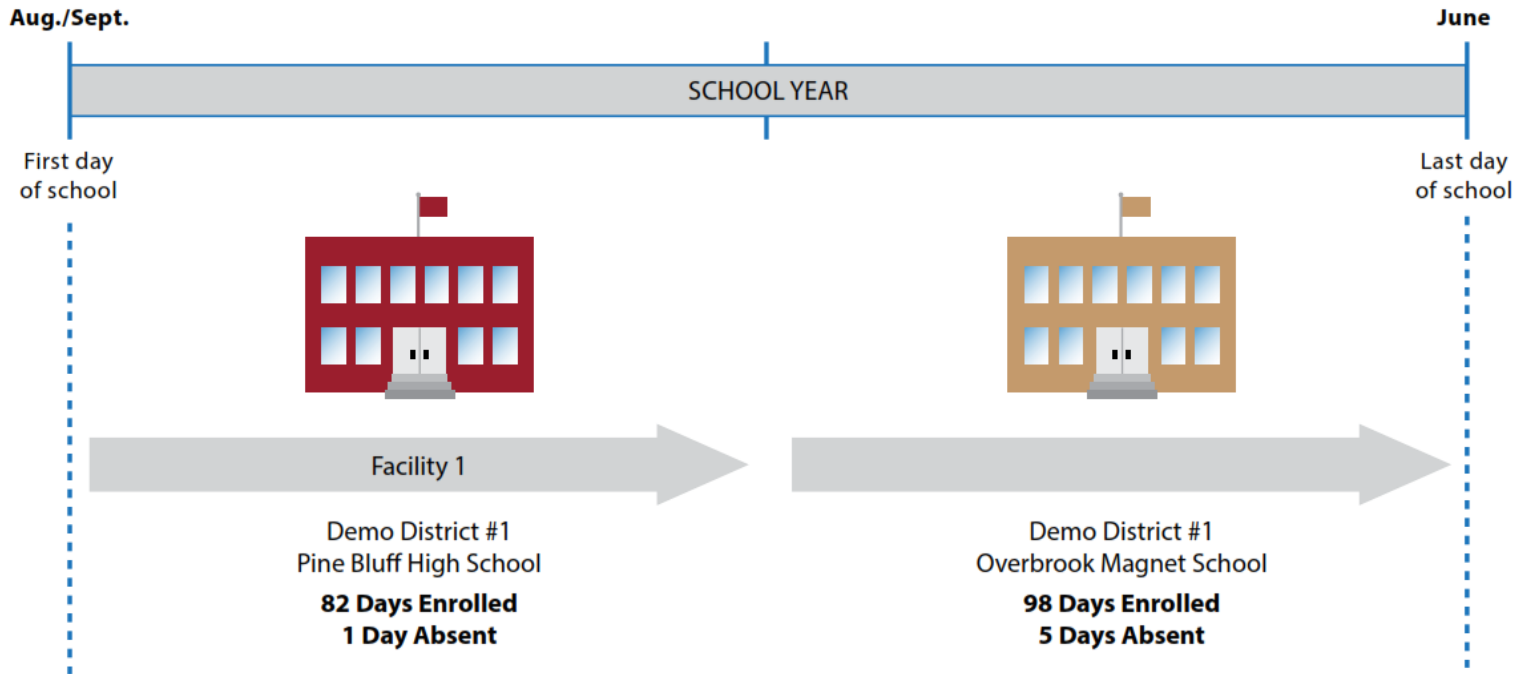 Aug./Sept.
June
SCHOOL YEAR
First day
of school
Last day
of school
Facility 1
Demo District #1
Pine Bluff High School
82 Days Enrolled
1 Day Absent
Demo District #1
Overbrook Magnet School
98 Days Enrolled
5 Days Absent